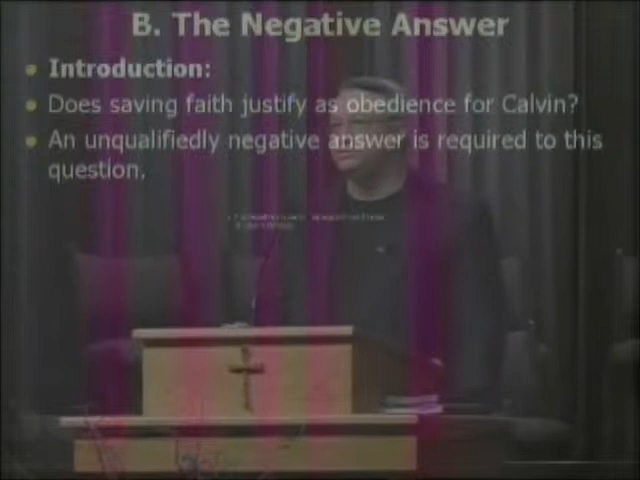 B. The Negative Answer
Introduction:
Does saving faith justify as obedience for Calvin?
An unqualifiedly negative answer is required to this
question.